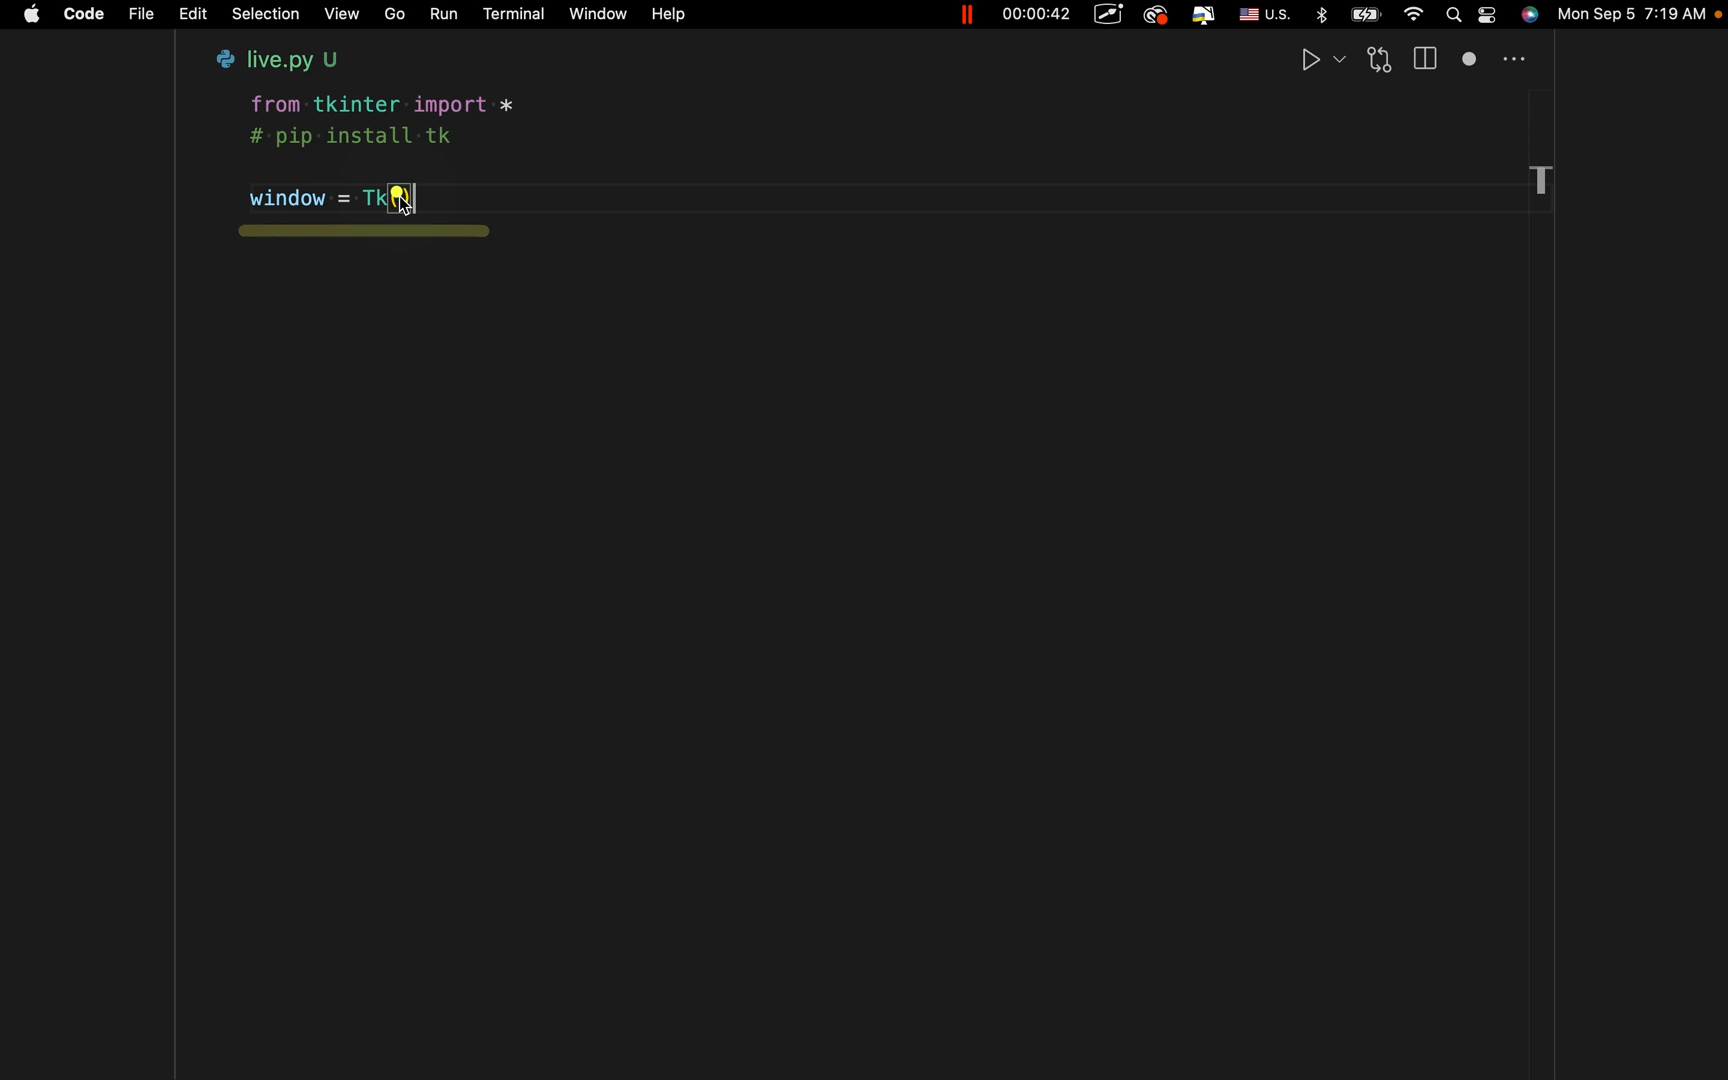 Code File Edit Selection View Go Run Terminal Window Help 00:00:42 U.S. Mon Sep 5 7:19 AM
live.py U
from tkinter import *
# pip install tk
window = Tk()
T